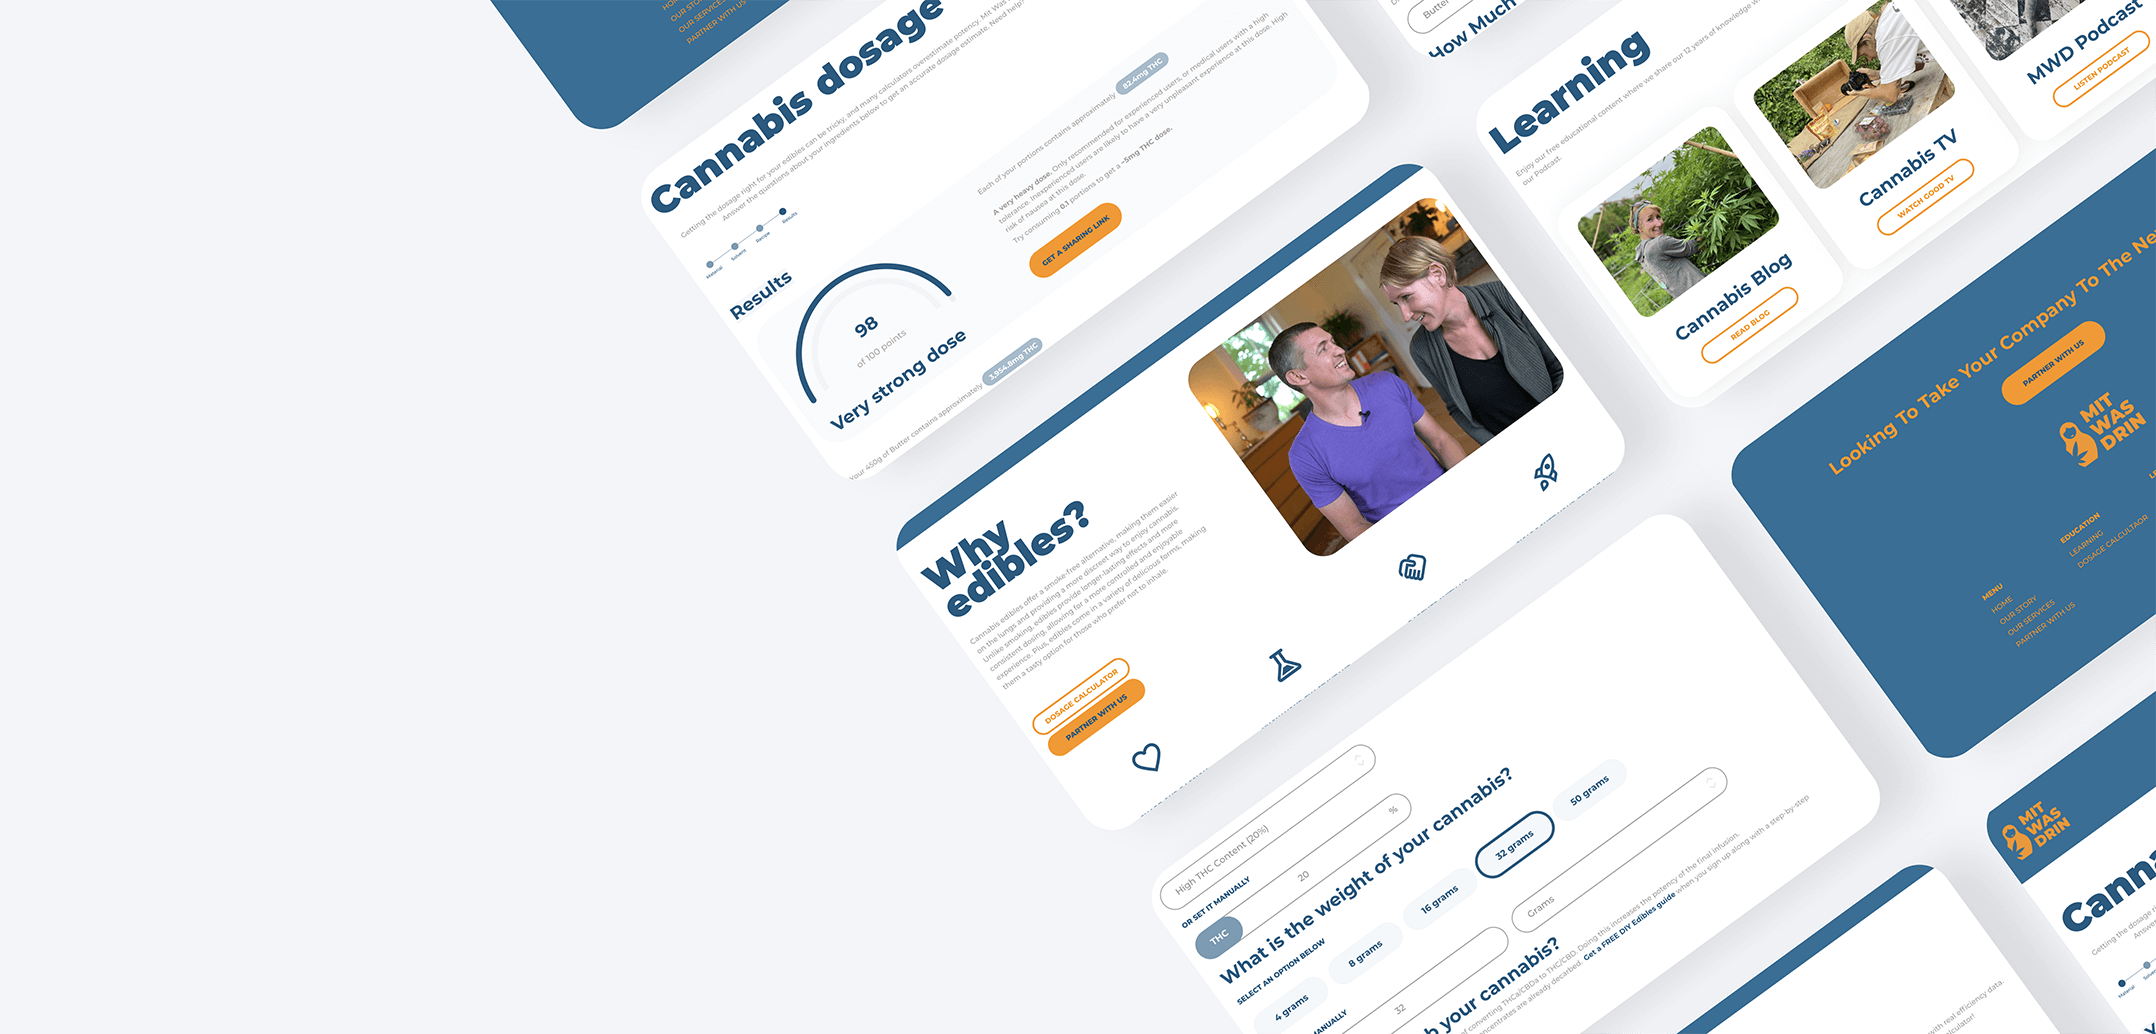 OUR STORY
OUR SERVICES
PARTNER WITH US
Cannabis dosage
Getting the dosage right for your edibles can be tricky, and many calculators overestimate potency. Mit Was
Answer the questions about your ingredients below to get an accurate dosage estimate. Need help?
Material
Solvent
Recipe
Results
Results
98
of 100 points
Very strong dose
Your 450g of Butter contains approximately 3,954.8mg THC
Each of your portions contains approximately 82.4mg THC
A very heavy dose. Only recommended for experienced users, or medical users with a high
tolerance. Inexperienced users are likely to have a very unpleasant experience at this dose. High
risk of nausea at this dose.
Try consuming 0.1 portions to get a ~5mg THC dose.
GET A SHARING LINK
Butter
How Much
Learning
Enjoy our free educational content where we share our 12 years of knowledge
our Podcast.
Cannabis Blog
READ BLOG
Cannabis TV
WATCH GOOD TV
MWD Podcast
LISTEN PODCAST
Why
edibles?
Cannabis edibles offer a smoke-free alternative, making them easier
on the lungs and providing a more discreet way to enjoy cannabis.
Unlike smoking, edibles provide longer-lasting effects and more
consistent dosing, allowing for a more controlled and enjoyable
experience. Plus, edibles come in a variety of delicious forms, making
them a tasty option for those who prefer not to inhale.
DOSAGE CALCULATOR
PARTNER WITH US
Looking To Take Your Company To The Ne
PARTNER WITH US
MIT
WAS
DRIN
EDUCATION
LEARNING
DOSAGE CALCULTAOR
MENU
HOME
OUR STORY
OUR SERVICES
PARTNER WITH US
High THC Content (20%)
OR SET IT MANUALLY
THC
20
%
What is the weight of your cannabis?
SELECT AN OPTION BELOW
4 grams
8 grams
16 grams
32 grams
50 grams
MANUALLY
32
Grams
your cannabis?
of converting THCa/CBDa to THC/CBD. Doing this increases the potency of the final infusion.
concentrates are already decarbed. Get a FREE DIY Edibles guide when you sign up along with a step-by-step
MIT
WAS
DRIN
Canna
Getting the dosage
Material
with real efficiency data.
calculator!